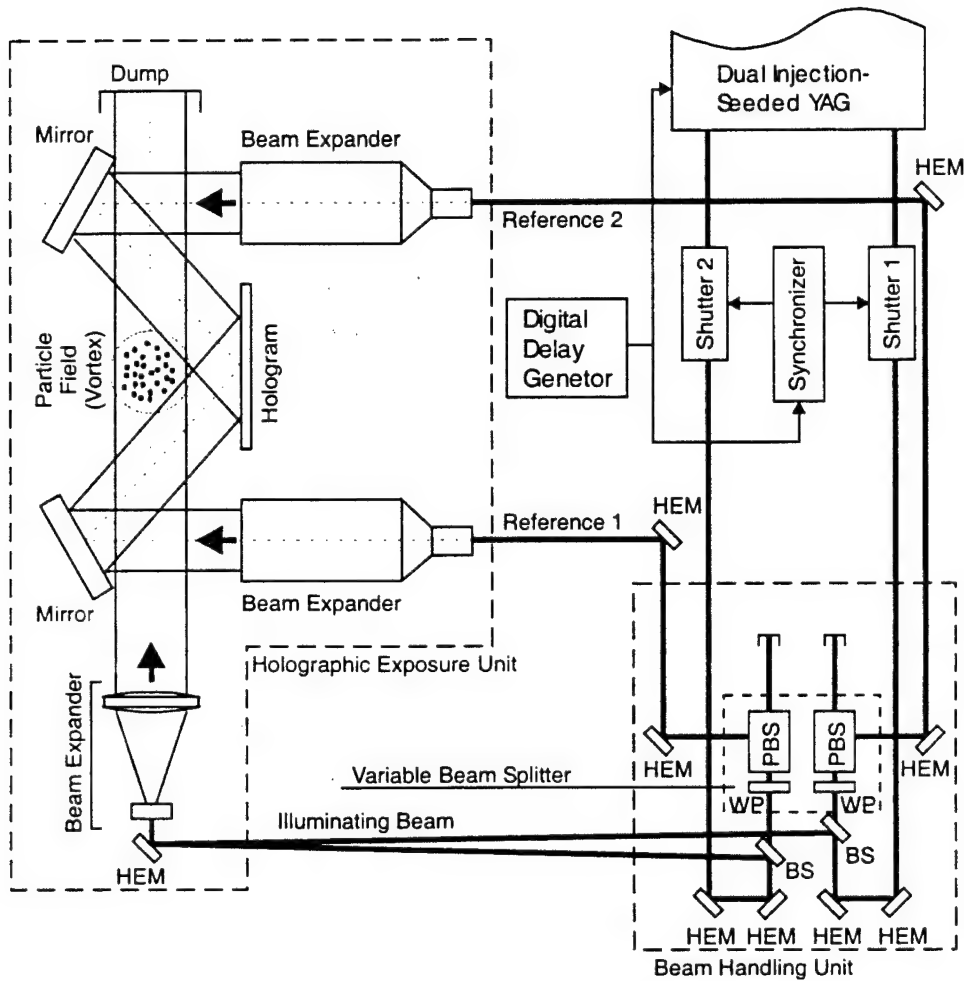 Dump
Mirror
Beam Expander
Dual Injection-
Seeded YAG
HEM
Reference 2
Particle
Field
(Vortex)
Hologram
Digital
Delay
Genetor
Shutter 2
Synchronizer
Shutter 1
Reference 1
HEM
Mirror
Beam Expander
Holographic Exposure Unit
Beam Expander
PBS
PBS
HEM
HEM
Variable Beam Splitter
WP
WP
Illuminating Beam
HEM
BS
BS
HEM
HEM
HEM
HEM
Beam Handling Unit